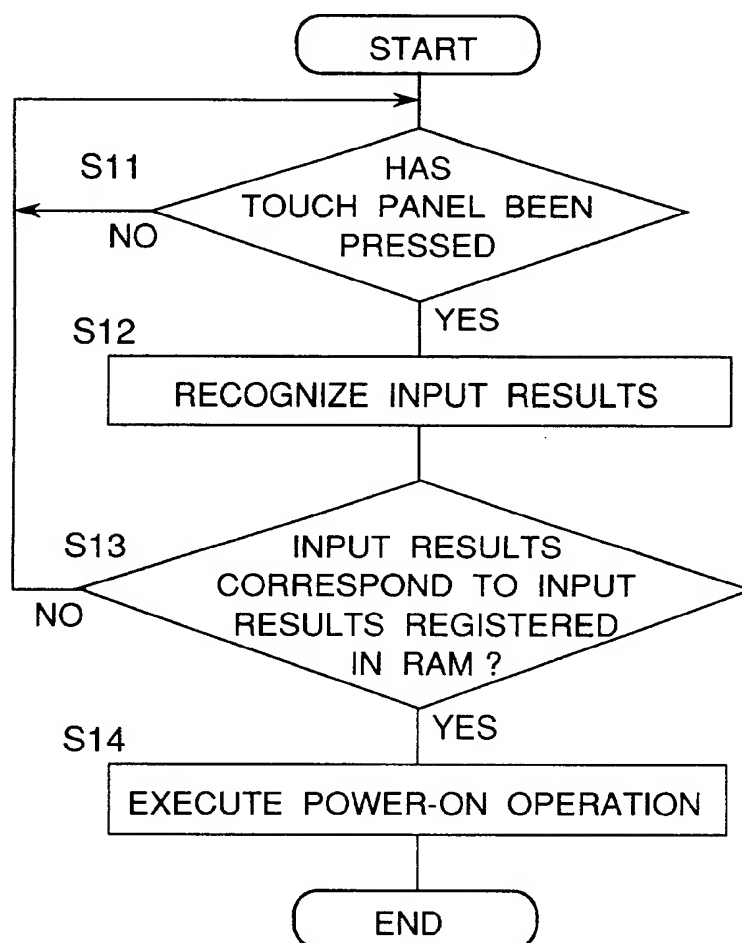 START
S11
HAS
TOUCH PANEL BEEN
PRESSED
NO
YES
S12
RECOGNIZE INPUT RESULTS
S13
INPUT RESULTS
CORRESPOND TO INPUT
RESULTS REGISTERED
IN RAM ?
NO
YES
S14
EXECUTE POWER-ON OPERATION
END